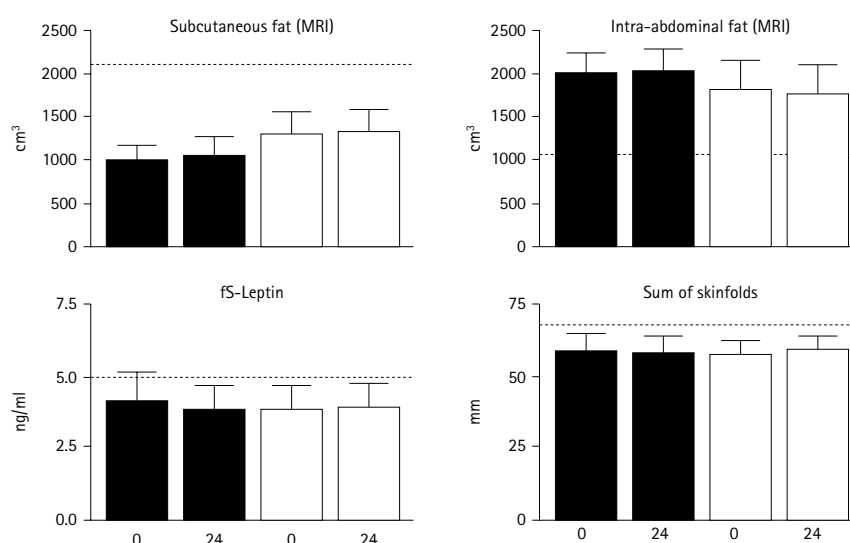 Subcutaneous fat (MRI)
2500
2000
1500
1000
500
0
cm³
Intra-abdominal fat (MRI)
2500
2000
1500
1000
500
0
cm³
fS-Leptin
7.5
5.0
2.5
0.0
ng/ml
0 24 0 24
Sum of skinfolds
75
50
25
0
mm
0 24 0 24